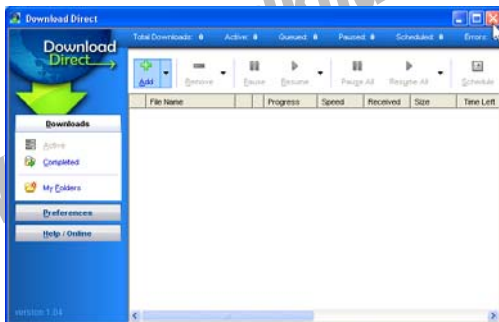 Download Direct
Total Downloads: 0 Active: 0 Queued: 0 Paused: 0 Scheduled: 0 Errors:
Download
Direct
Add Remove Pause Resume Pause All Resume All Schedule
File Name Progress Speed Received Size Time Left
Downloads
Active
Completed
My Folders
Preferences
Help / Online
version 1.04